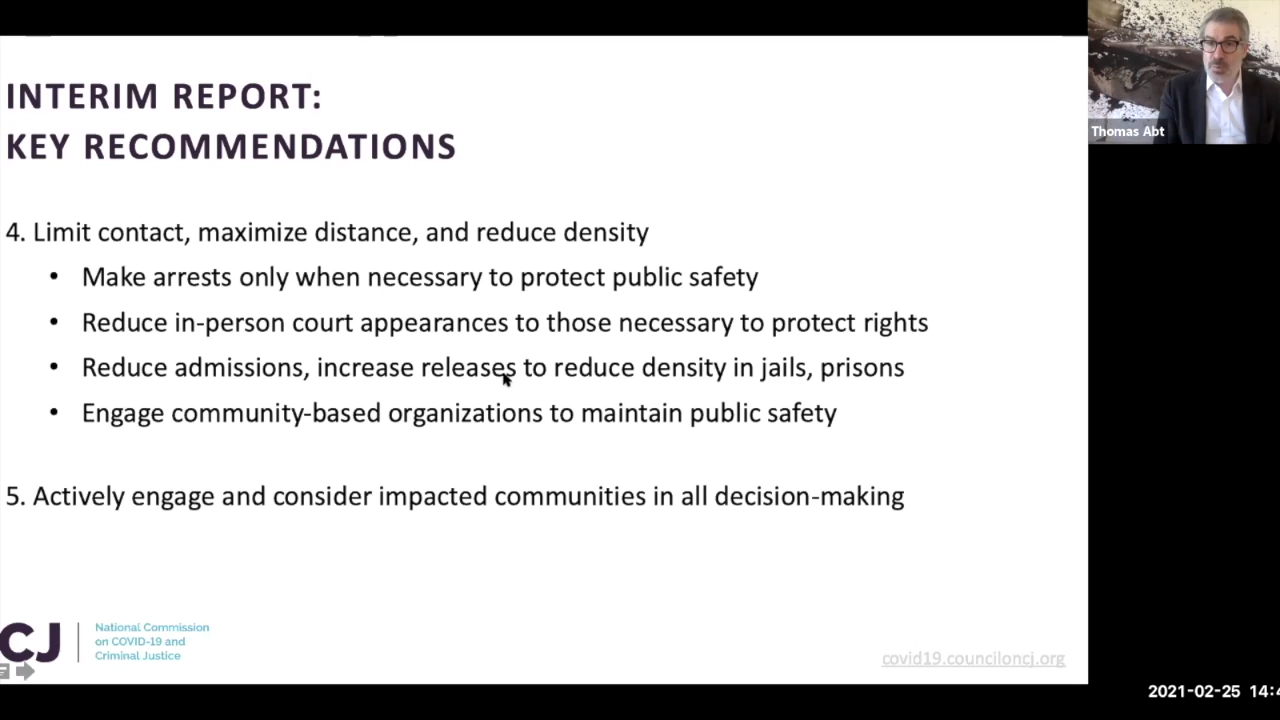 INTERIM REPORT:
KEY RECOMMENDATIONS
4. Limit contact, maximize distance, and reduce density
• Make arrests only when necessary to protect public safety
• Reduce in-person court appearances to those necessary to protect rights
• Reduce admissions, increase releases to reduce density in jails, prisons
• Engage community-based organizations to maintain public safety
5. Actively engage and consider impacted communities in all decision-making
CJ
National Commission
on COVID-19 and
Criminal Justice
covid19.counciloncj.org
Thomas Abt
2021-02-25 14:4